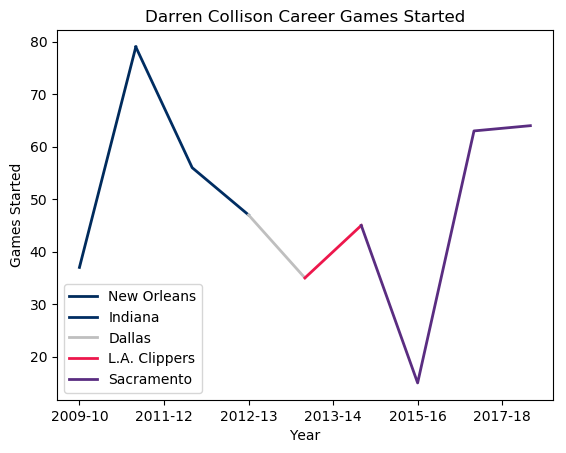 Darren Collison Career Games Started
80
70
60
50
40
30
20
Games Started
New Orleans
Indiana
Dallas
L.A. Clippers
Sacramento
2009-10 2011-12 2012-13 2013-14 2015-16 2017-18
Year